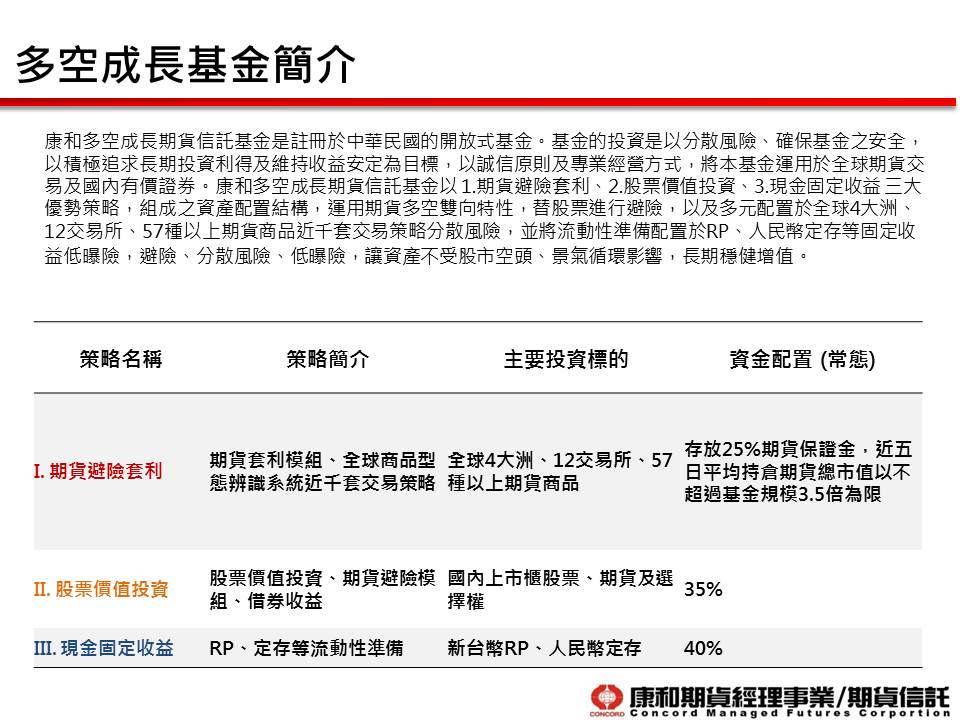 多空成長基金簡介
康和多空成長期貨信託基金是註冊於中華民國的開放式基金。基金的投資是以分散風險、確保基金之安全，
以積極追求長期投資利得及維持收益安定為目標，以誠信原則及專業經營方式，將本基金運用於全球期貨交
易及國內有價證券。康和多空成長期貨信託基金以 1.期貨避險套利、2.股票價值投資、3.現金固定收益 三大
優勢策略，組成之資產配置結構，運用期貨多空雙向特性，替股票進行避險，以及多元配置於全球4大洲、
12交易所、57種以上期貨商品近千套交易策略分散風險，並將流動性準備配置於RP、人民幣定存等固定收
益低曝險，避險、分散風險、低曝險，讓資產不受股市空頭、景氣循環影響，長期穩健增值。
策略名稱 策略簡介 主要投資標的 資金配置 (常態)
I. 期貨避險套利
期貨套利模組、全球商品型
態辨識系統近千套交易策略
全球4大洲、12交易所、57
種以上期貨商品
存放25%期貨保證金，近五
日平均持倉期貨總市值以不
超過基金規模3.5倍為限
II. 股票價值投資
股票價值投資、期貨避險模
組、借券收益
國內上市櫃股票、期貨及選
擇權
35%
III. 現金固定收益 RP、定存等流動性準備 新台幣RP、人民幣定存 40%
CONCORD
康和期貨經理事業/期貨信託
Concord Managed Futures Corportion